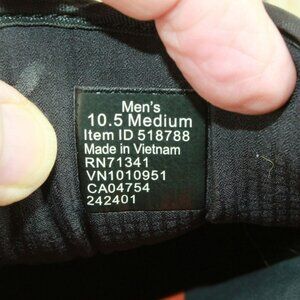 Men's
10.5 Medium
Item ID 518788
Made in Vietnam
RN71341
VN1010951
CA04754
242401